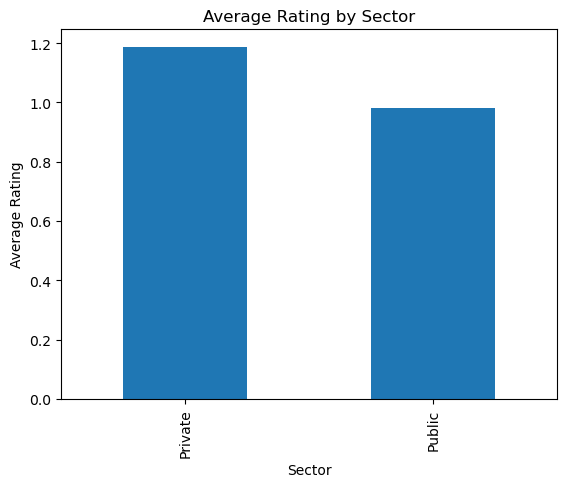 Average Rating by Sector
Average Rating
1.2
1.0
0.8
0.6
0.4
0.2
0.0
Private
Public
Sector